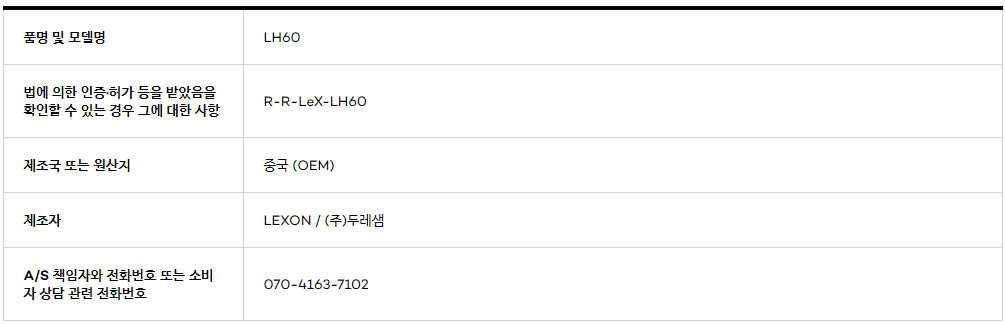 품명 및 모델명
LH60
법에 의한 인증·허가 등을 받았음을
확인할 수 있는 경우 그에 대한 사항
R-R-LeX-LH60
제조국 또는 원산지
중국 (OEM)
제조자
LEXON / (주)두레샘
A/S 책임자와 전화번호 또는 소비
자 상담 관련 전화번호
070-4163-7102